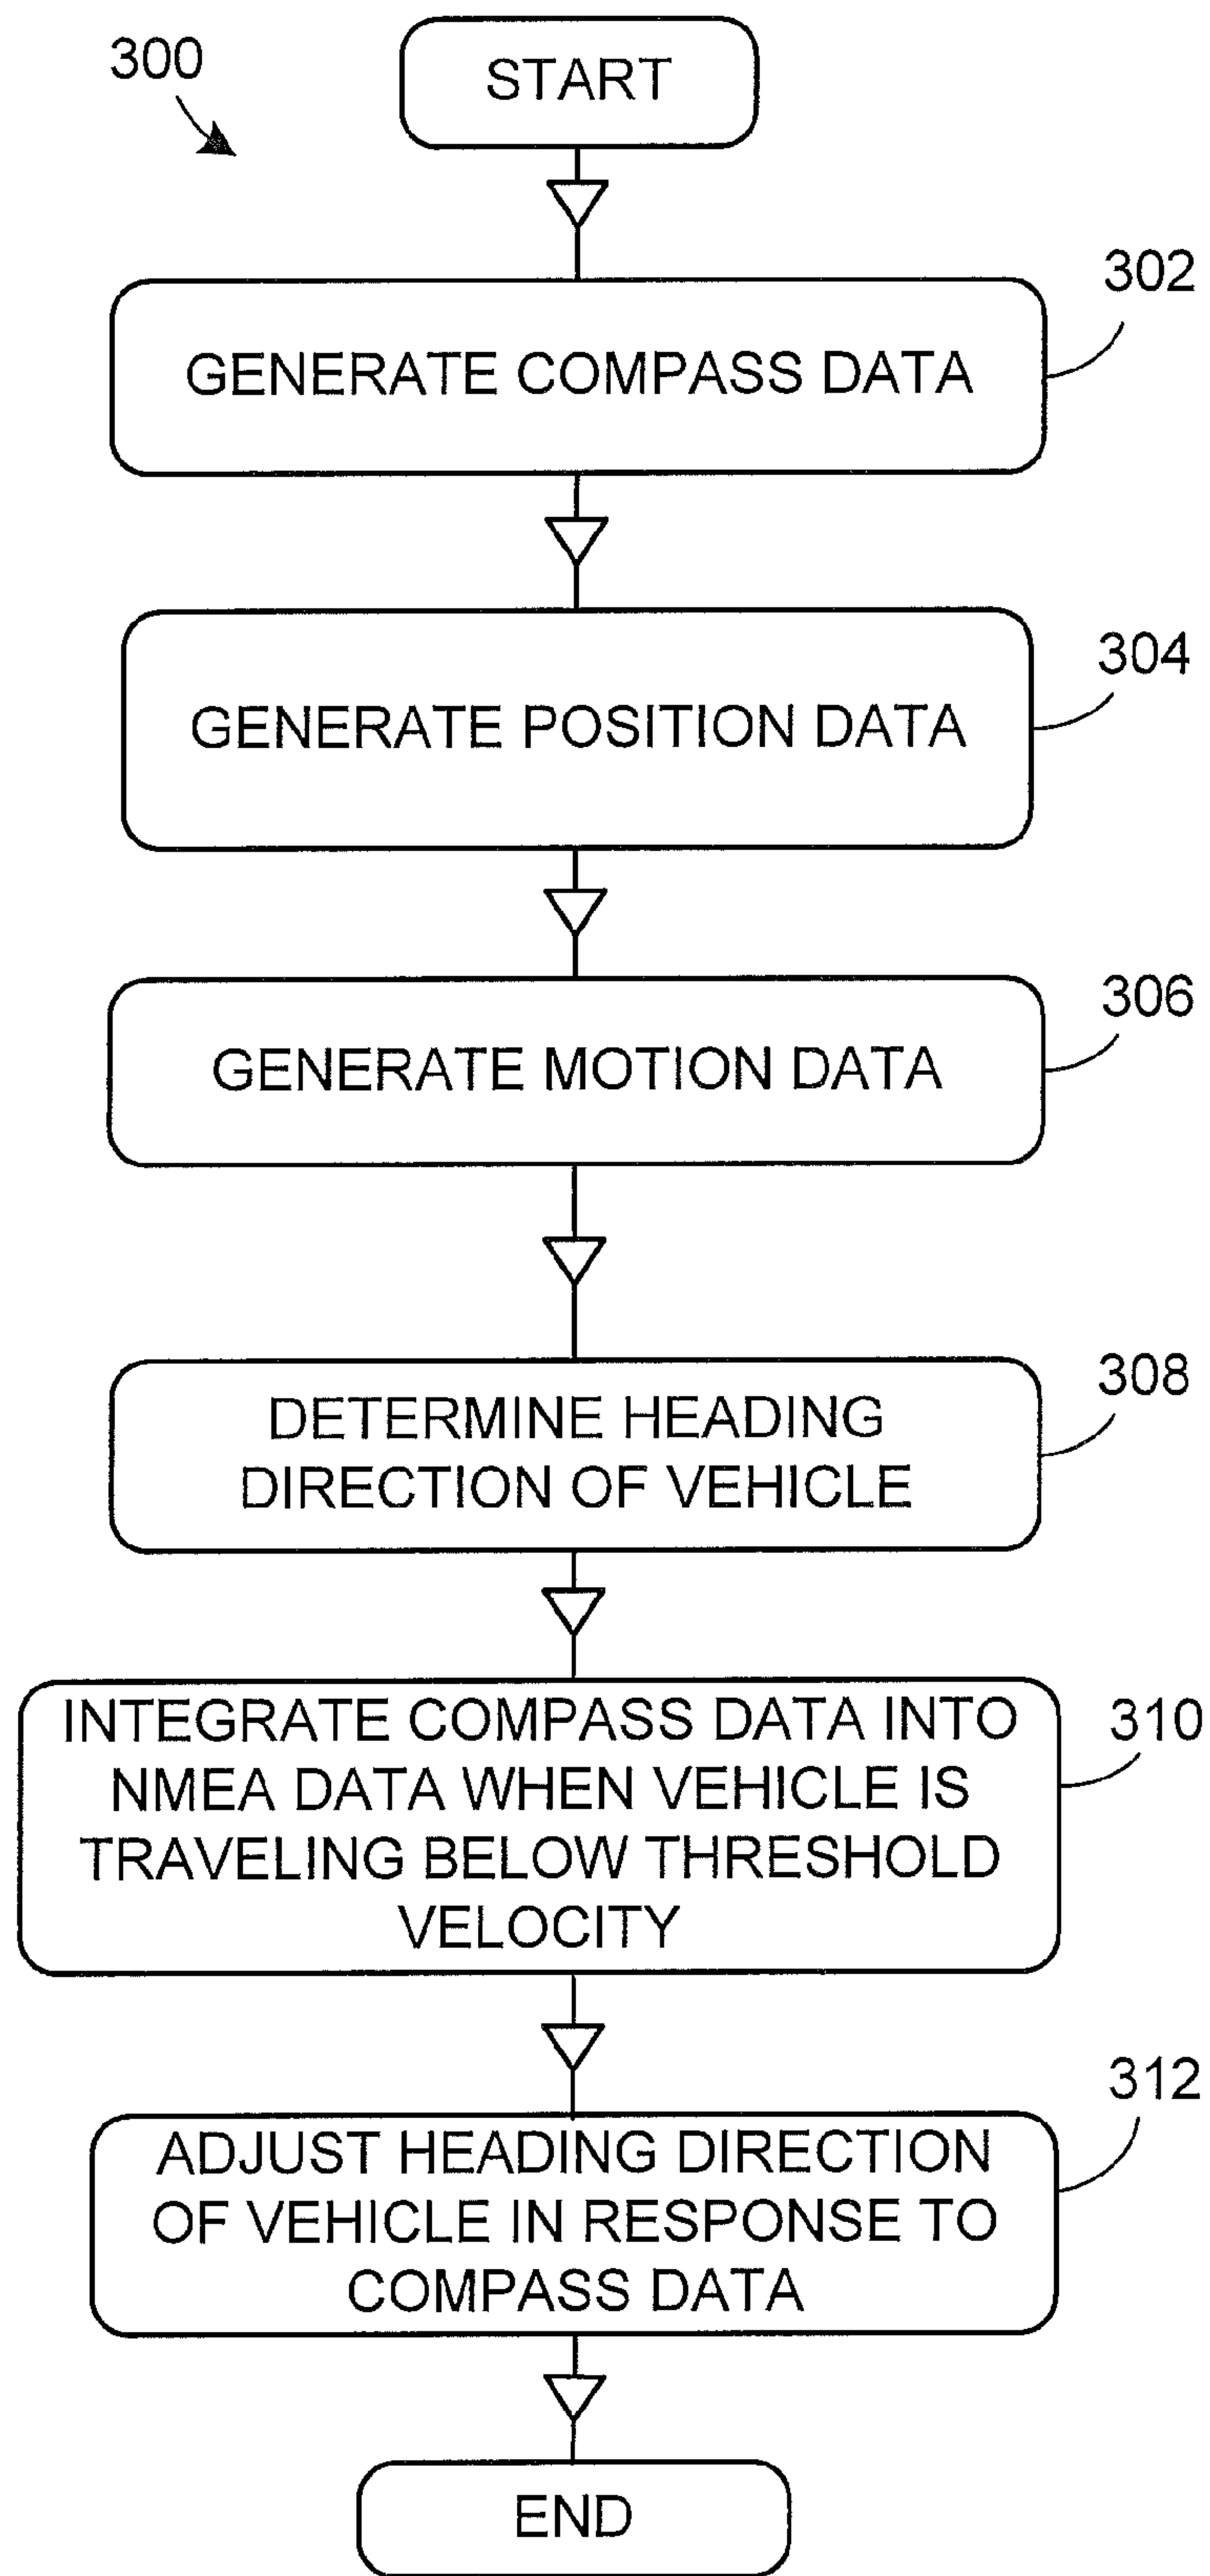 300
START
302
GENERATE COMPASS DATA
304
GENERATE POSITION DATA
306
GENERATE MOTION DATA
308
DETERMINE HEADING
DIRECTION OF VEHICLE
310
INTEGRATE COMPASS DATA INTO
NMEA DATA WHEN VEHICLE IS
TRAVELING BELOW THRESHOLD
VELOCITY
312
ADJUST HEADING DIRECTION
OF VEHICLE IN RESPONSE TO
COMPASS DATA
END